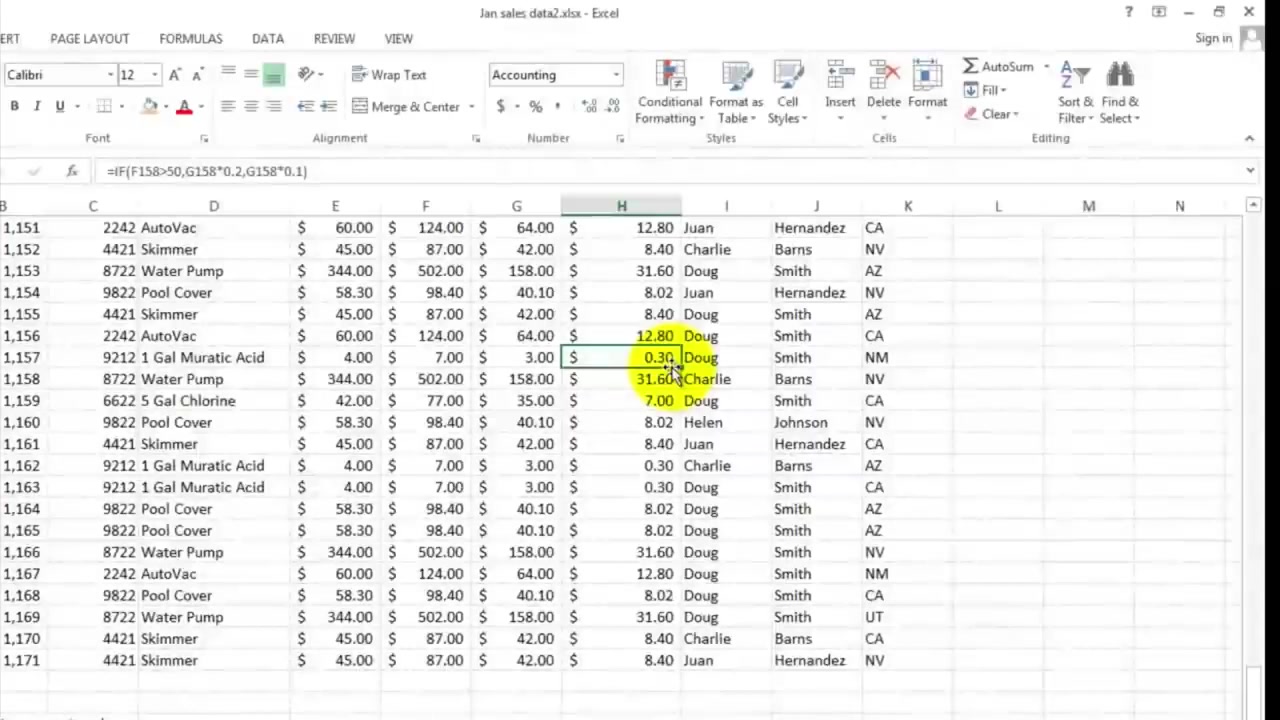 Jan sales data2.xlsx - Excel
?
ERT PAGE LAYOUT FORMULAS DATA REVIEW VIEW Sign in
Calibri 12 A A Wrap Text Accounting Conditional Formatting Format as Table Cell Styles Insert Delete Format AutoSum Sort & Filter Find & Select
B I U A Merge & Center $ % , .0 .00 Fill
Clear
Font Alignment Number Styles Cells Editing
fx =IF(F158>50,G158*0.2,G158*0.1)
B C D E F G H I J K L M N
1,151 2242 AutoVac $ 60.00 $ 124.00 $ 64.00 $ 12.80 Juan Hernandez CA
1,152 4421 Skimmer $ 45.00 $ 87.00 $ 42.00 $ 8.40 Charlie Barns NV
1,153 8722 Water Pump $ 344.00 $ 502.00 $ 158.00 $ 31.60 Doug Smith AZ
1,154 9822 Pool Cover $ 58.30 $ 98.40 $ 40.10 $ 8.02 Juan Hernandez NV
1,155 4421 Skimmer $ 45.00 $ 87.00 $ 42.00 $ 8.40 Doug Smith AZ
1,156 2242 AutoVac $ 60.00 $ 124.00 $ 64.00 $ 12.80 Doug Smith CA
1,157 9212 1 Gal Muratic Acid $ 4.00 $ 7.00 $ 3.00 $ 0.30 Doug Smith NM
1,158 8722 Water Pump $ 344.00 $ 502.00 $ 158.00 $ 31.60 Charlie Barns NV
1,159 6622 5 Gal Chlorine $ 42.00 $ 77.00 $ 35.00 $ 7.00 Doug Smith CA
1,160 9822 Pool Cover $ 58.30 $ 98.40 $ 40.10 $ 8.02 Helen Johnson NV
1,161 4421 Skimmer $ 45.00 $ 87.00 $ 42.00 $ 8.40 Juan Hernandez CA
1,162 9212 1 Gal Muratic Acid $ 4.00 $ 7.00 $ 3.00 $ 0.30 Charlie Barns AZ
1,163 9212 1 Gal Muratic Acid $ 4.00 $ 7.00 $ 3.00 $ 0.30 Doug Smith CA
1,164 9822 Pool Cover $ 58.30 $ 98.40 $ 40.10 $ 8.02 Doug Smith AZ
1,165 9822 Pool Cover $ 58.30 $ 98.40 $ 40.10 $ 8.02 Doug Smith AZ
1,166 8722 Water Pump $ 344.00 $ 502.00 $ 158.00 $ 31.60 Doug Smith NV
1,167 2242 AutoVac $ 60.00 $ 124.00 $ 64.00 $ 12.80 Doug Smith NM
1,168 9822 Pool Cover $ 58.30 $ 98.40 $ 40.10 $ 8.02 Doug Smith CA
1,169 8722 Water Pump $ 344.00 $ 502.00 $ 158.00 $ 31.60 Doug Smith UT
1,170 4421 Skimmer $ 45.00 $ 87.00 $ 42.00 $ 8.40 Charlie Barns CA
1,171 4421 Skimmer $ 45.00 $ 87.00 $ 42.00 $ 8.40 Juan Hernandez NV